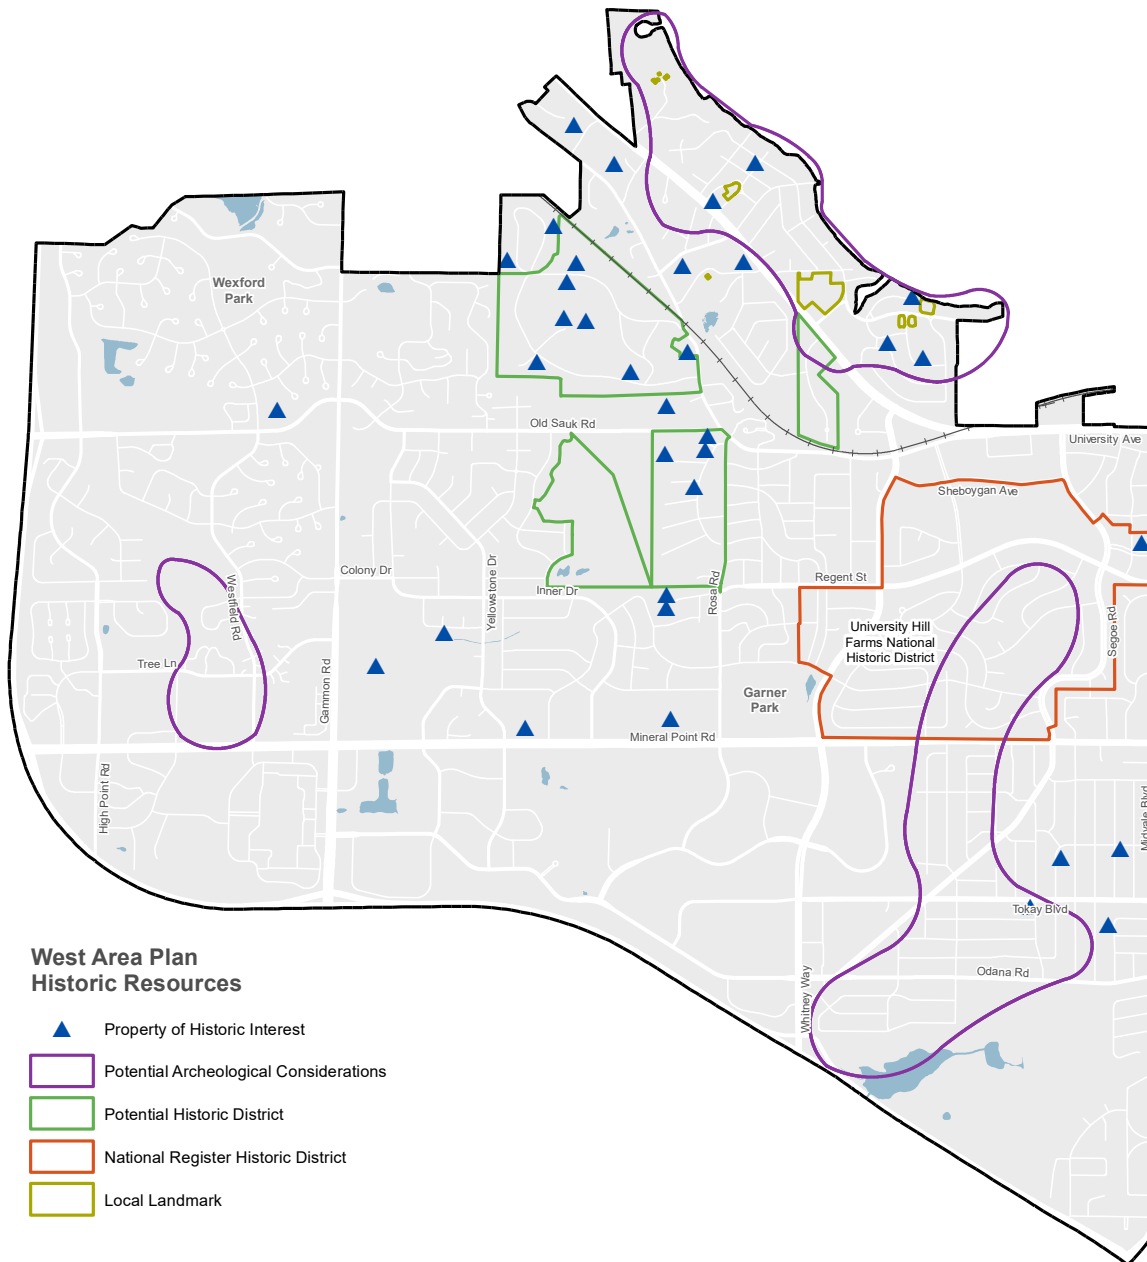 Wexford
Park
Old Sauk Rd
University Ave
Sheboygan Ave
Colony Dr
Yellowstone Dr
Inner Dr
Regent St
Rosa Rd
Westfield Rd
Segoe Rd
University Hill
Farms National
Historic District
Tree Ln
Gammon Rd
Garner
Park
Mineral Point Rd
High Point Rd
Midvale Blvd
Tokay Blvd
Odana Rd
Whitney Way
West Area Plan
Historic Resources
Property of Historic Interest
Potential Archeological Considerations
Potential Historic District
National Register Historic District
Local Landmark